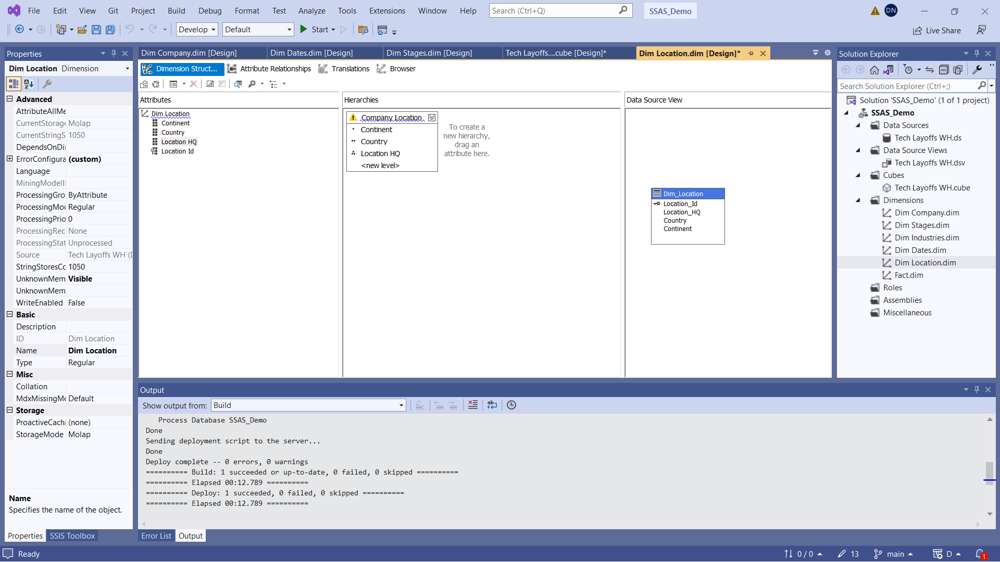 File Edit View Git Project Build Debug Format Test Analyze Tools Extensions Window Help Search (Ctrl+Q) SSAS_Demo DN
Develop Default Start Live Share
Properties
Dim Location Dimension
Advanced
AttributeAllMe
CurrentStorage Molap
CurrentStringS 1050
DependsOnDi
ErrorConfigura (custom)
Language
MiningModelI
ProcessingGro ByAttribute
ProcessingMoc Regular
ProcessingPrio 0
ProcessingRec None
ProcessingStat Unprocessed
Source Tech Layoffs WH (D
StringStoresCo 1050
UnknownMem Visible
UnknownMem
WriteEnabled False
Basic
Description
ID Dim Location
Name Dim Location
Type Regular
Misc
Collation
MdxMissingMe Default
Storage
ProactiveCachi (none)
StorageMode Molap
Name
Specifies the name of the object.
Properties SSIS Toolbox
Dim Company.dim [Design] Dim Dates.dim [Design] Dim Stages.dim [Design] Tech Layoffs....cube [Design]* Dim Location.dim [Design]*
Dimension Struct... Attribute Relationships Translations Browser
Attributes
Dim Location
Continent
Country
Location HQ
Location Id
Hierarchies
Company Location
Continent
Country
Location HQ
<new level>
To create a
new hierarchy,
drag an
attribute here.
Data Source View
Dim_Location
Location_Id
Location_HQ
Country
Continent
Output
Show output from: Build
Process Database SSAS_Demo
Done
Sending deployment script to the server...
Done
Deploy complete -- 0 errors, 0 warnings
========== Build: 1 succeeded or up-to-date, 0 failed, 0 skipped ==========
========== Elapsed 00:12.789 ==========
========== Deploy: 1 succeeded, 0 failed, 0 skipped ==========
========== Elapsed 00:12.789 ==========
Error List Output
Solution Explorer
Search Solution Explorer (Ctrl+;)
Solution 'SSAS_Demo' (1 of 1 project)
SSAS_Demo
Data Sources
Tech Layoffs WH.ds
Data Source Views
Tech Layoffs WH.dsv
Cubes
Tech Layoffs WH.cube
Dimensions
Dim Company.dim
Dim Stages.dim
Dim Industries.dim
Dim Dates.dim
Dim Location.dim
Fact.dim
Roles
Assemblies
Miscellaneous
Ready 0 / 0 13 main D 1